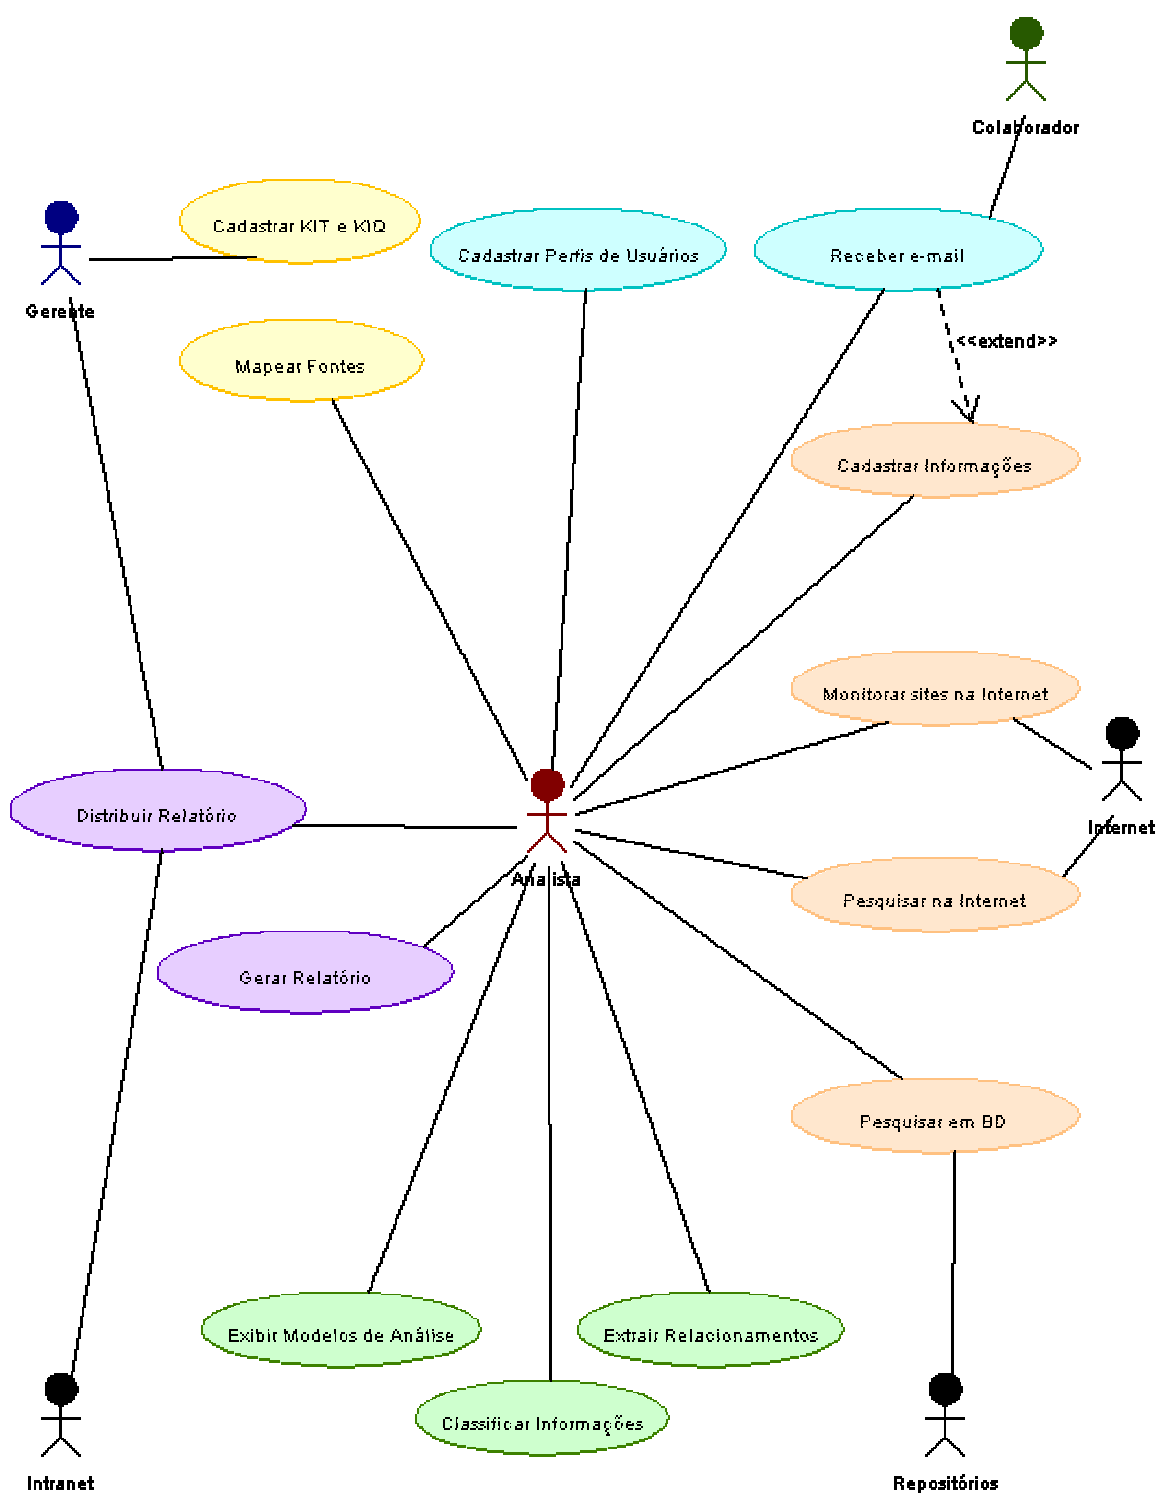 Colaborador
Cadastrar KIT e KIQ
Cadastrar Perfis de Usuários
Receber e-mail
Gerente
<<extend>>
Mapear Fontes
Cadastrar Informações
Monitorar sites na Internet
Distribuir Relatório
Internet
Analista
Pesquisar na Internet
Gerar Relatório
Pesquisar em BD
Exibir Modelos de Análise
Extrair Relacionamentos
Classificar Informações
Intranet
Repositórios